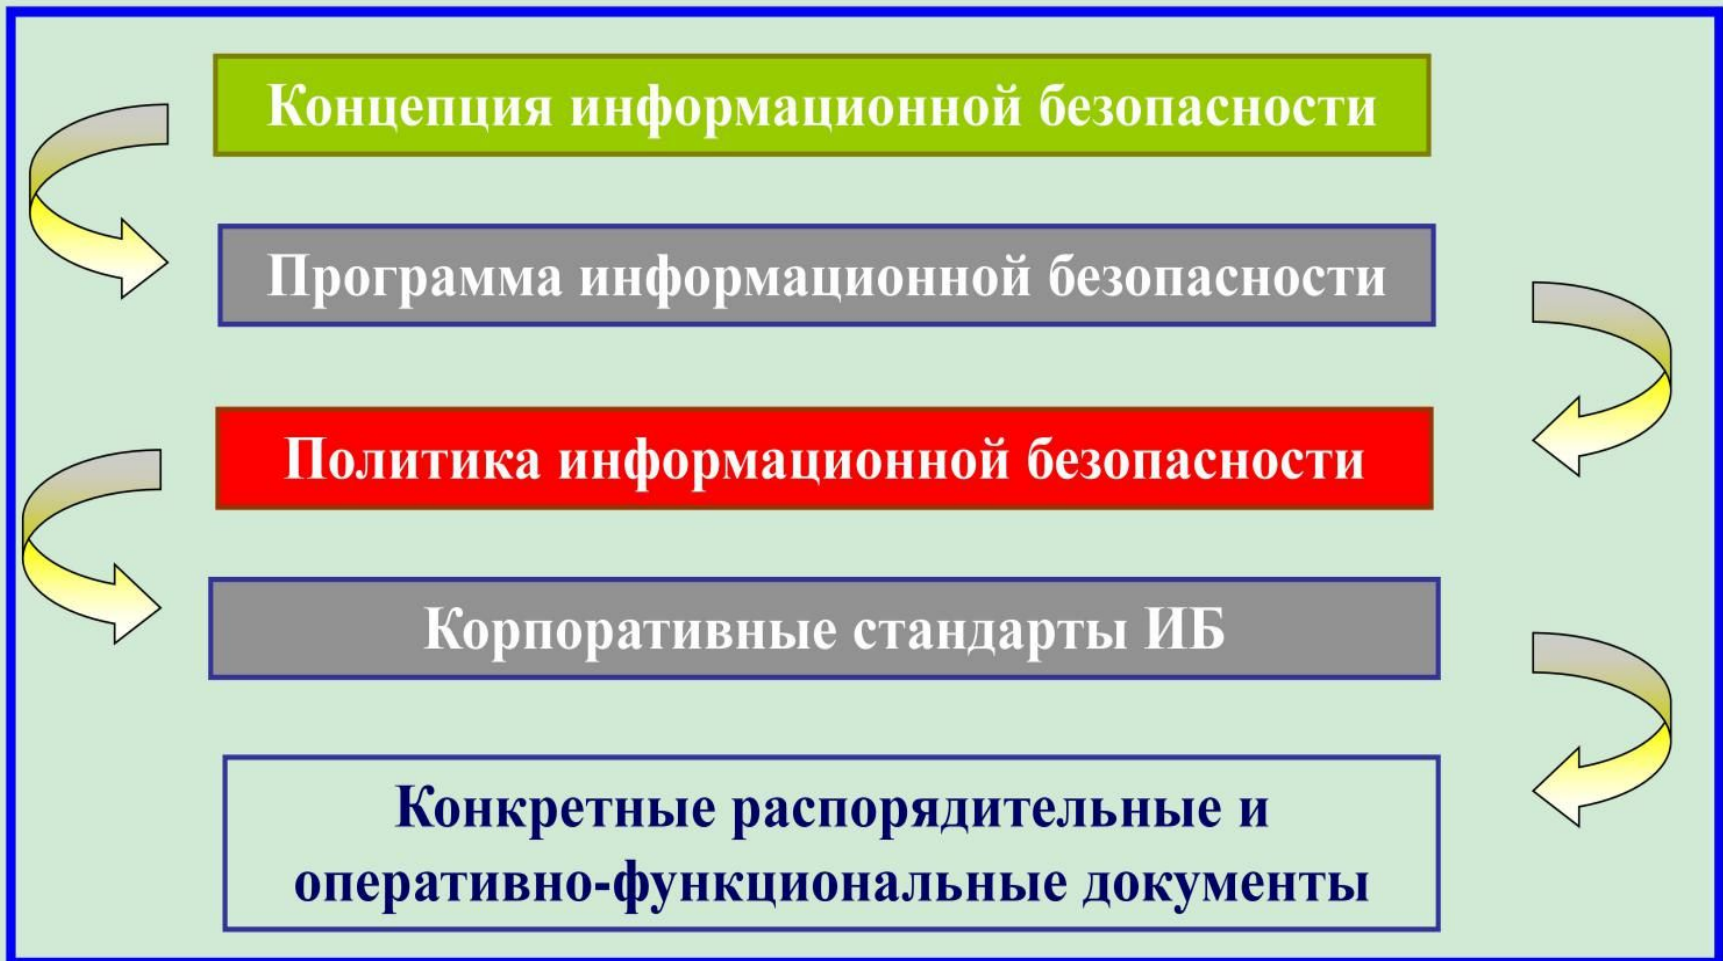 Концепция информационной безопасности
Программа информационной безопасности
Политика информационной безопасности
Корпоративные стандарты ИБ
Конкретные распорядительные и
оперативно-функциональные документы